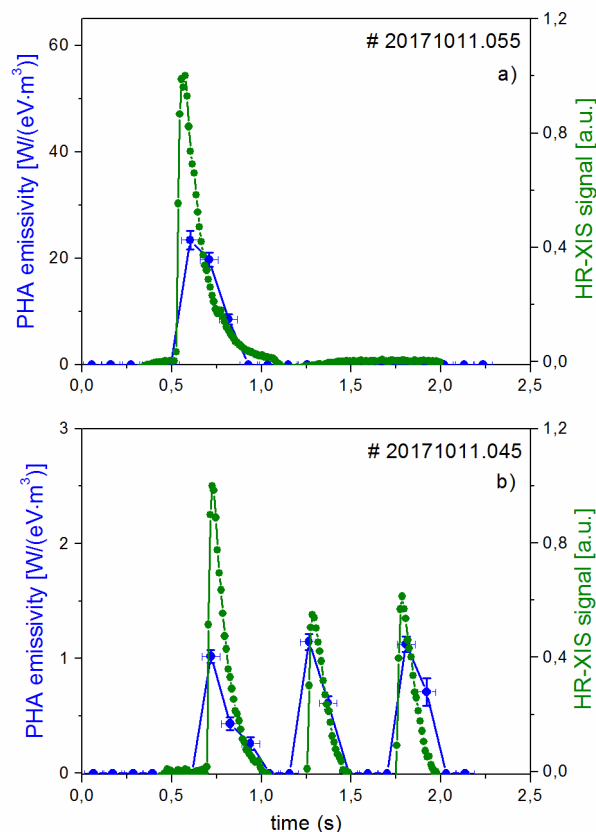 # 20171011.055
a)
PHA emissivity [W/(eV·m³)]
60
40
20
0
HR-XIS signal [a.u.]
1,2
0,8
0,4
0,0
0,0 0,5 1,0 1,5 2,0 2,5
# 20171011.045
b)
PHA emissivity [W/(eV·m³)]
3
2
1
0
HR-XIS signal [a.u.]
1,2
0,8
0,4
0,0
0,0 0,5 1,0 1,5 2,0 2,5
time (s)